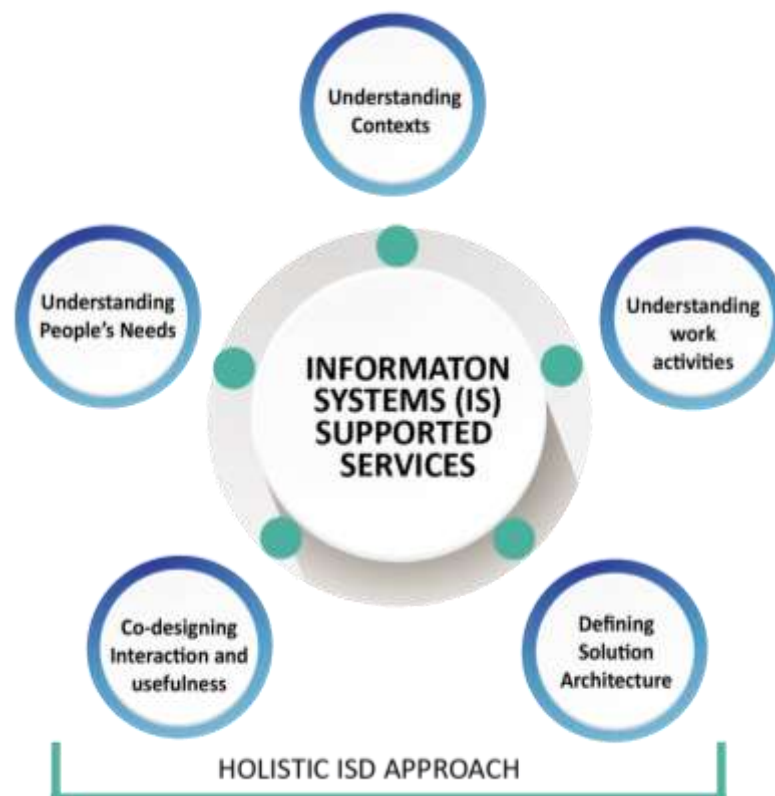 Understanding
Contexts
Understanding
People's Needs
Understanding
work
activities
INFORMATON
SYSTEMS (IS)
SUPPORTED
SERVICES
Co-designing
Interaction and
usefulness
Defining
Solution
Architecture
HOLISTIC ISD APPROACH